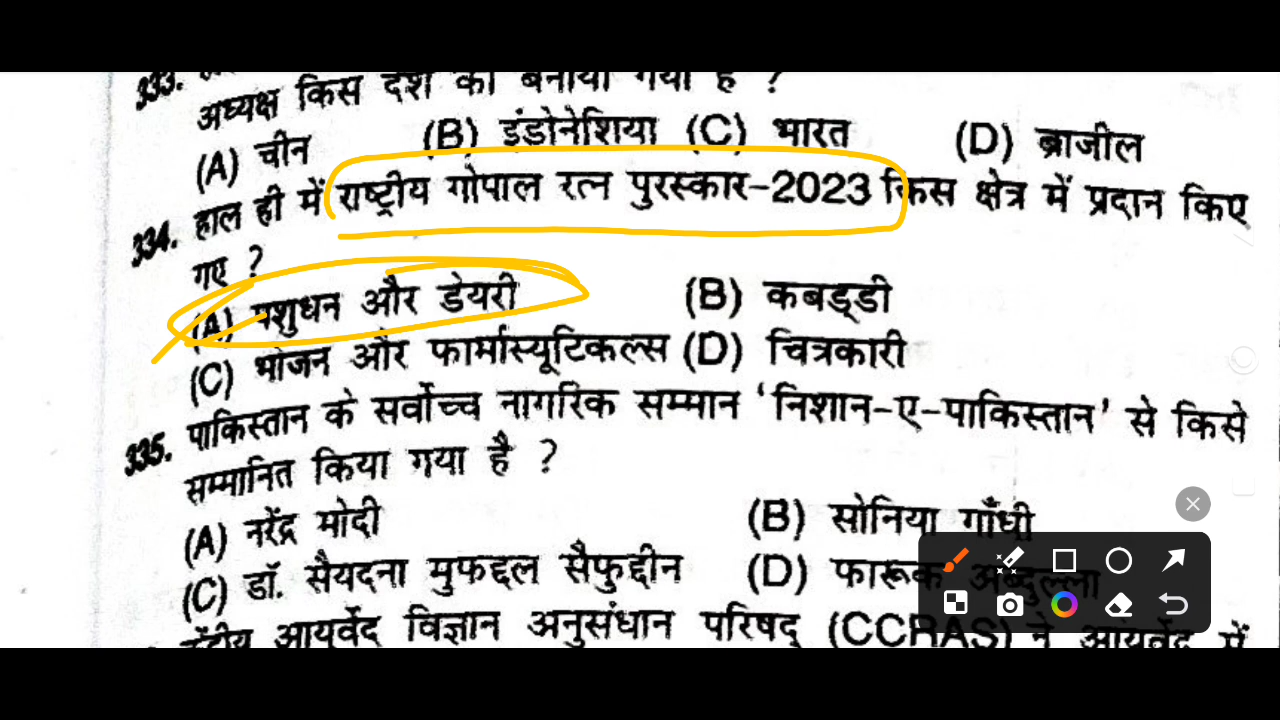 333.
अध्यक्ष किस देश को बनाया गया है ?
(A) चीन (B) इंडोनेशिया (C) भारत (D) ब्राजील
334. हाल ही में राष्ट्रीय गोपाल रत्न पुरस्कार-2023 किस क्षेत्र में प्रदान किए
गए ?
(A) पशुधन और डेयरी (B) कबड्डी
(C) भोजन और फार्मास्यूटिकल्स (D) चित्रकारी
335. पाकिस्तान के सर्वोच्च नागरिक सम्मान 'निशान-ए-पाकिस्तान' से किसे
सम्मानित किया गया है ?
(A) नरेंद्र मोदी (B) सोनिया गाँधी
(C) डॉ. सैयदना मुफद्दल सैफुद्दीन (D) फारूक अब्दुल्ला
केंद्रीय आयुर्वेद विज्ञान अनुसंधान परिषद् (CCRAS) ने आयुर्वेद में